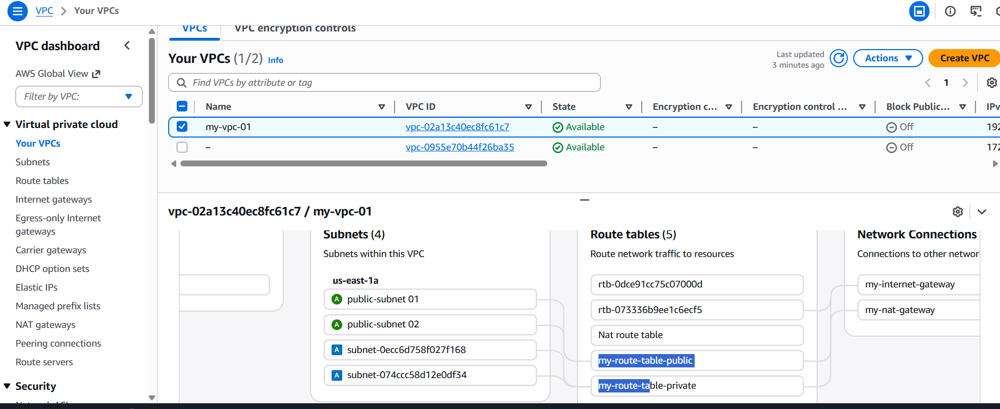 VPC > Your VPCs
VPC dashboard
AWS Global View
Filter by VPC:
Virtual private cloud
Your VPCs
Subnets
Route tables
Internet gateways
Egress-only Internet
gateways
Carrier gateways
DHCP option sets
Elastic IPs
Managed prefix lists
NAT gateways
Peering connections
Route servers
Security
VPCs
VPC encryption controls
Your VPCs (1/2) Info
Last updated
3 minutes ago
Actions
Create VPC
Find VPCs by attribute or tag
1
Name VPC ID State Encryption c... Encryption control ... Block Public... IPv
my-vpc-01 vpc-02a13c40ec8fc61c7 Available – – Off 192
– vpc-0955e70b44f26ba35 Available – – Off 172
vpc-02a13c40ec8fc61c7 / my-vpc-01
Subnets (4)
Subnets within this VPC
us-east-1a
A public-subnet 01
A public-subnet 02
A subnet-0ecc6d758f027f168
A subnet-074ccc58d12e0df34
Route tables (5)
Route network traffic to resources
rtb-0dce91cc75c07000d
rtb-073336b9ee1c6ecf5
Nat route table
my-route-table-public
my-route-table-private
Network Connections
Connections to other networ
my-internet-gateway
my-nat-gateway